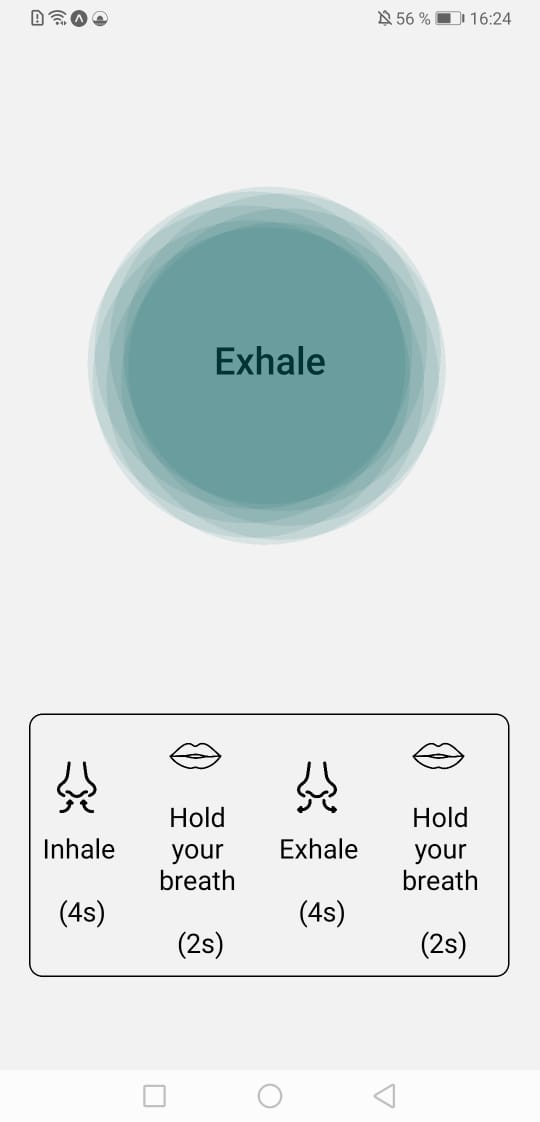 56 % 16:24
Exhale
Inhale
(4s)
Hold
your
breath
(2s)
Exhale
(4s)
Hold
your
breath
(2s)